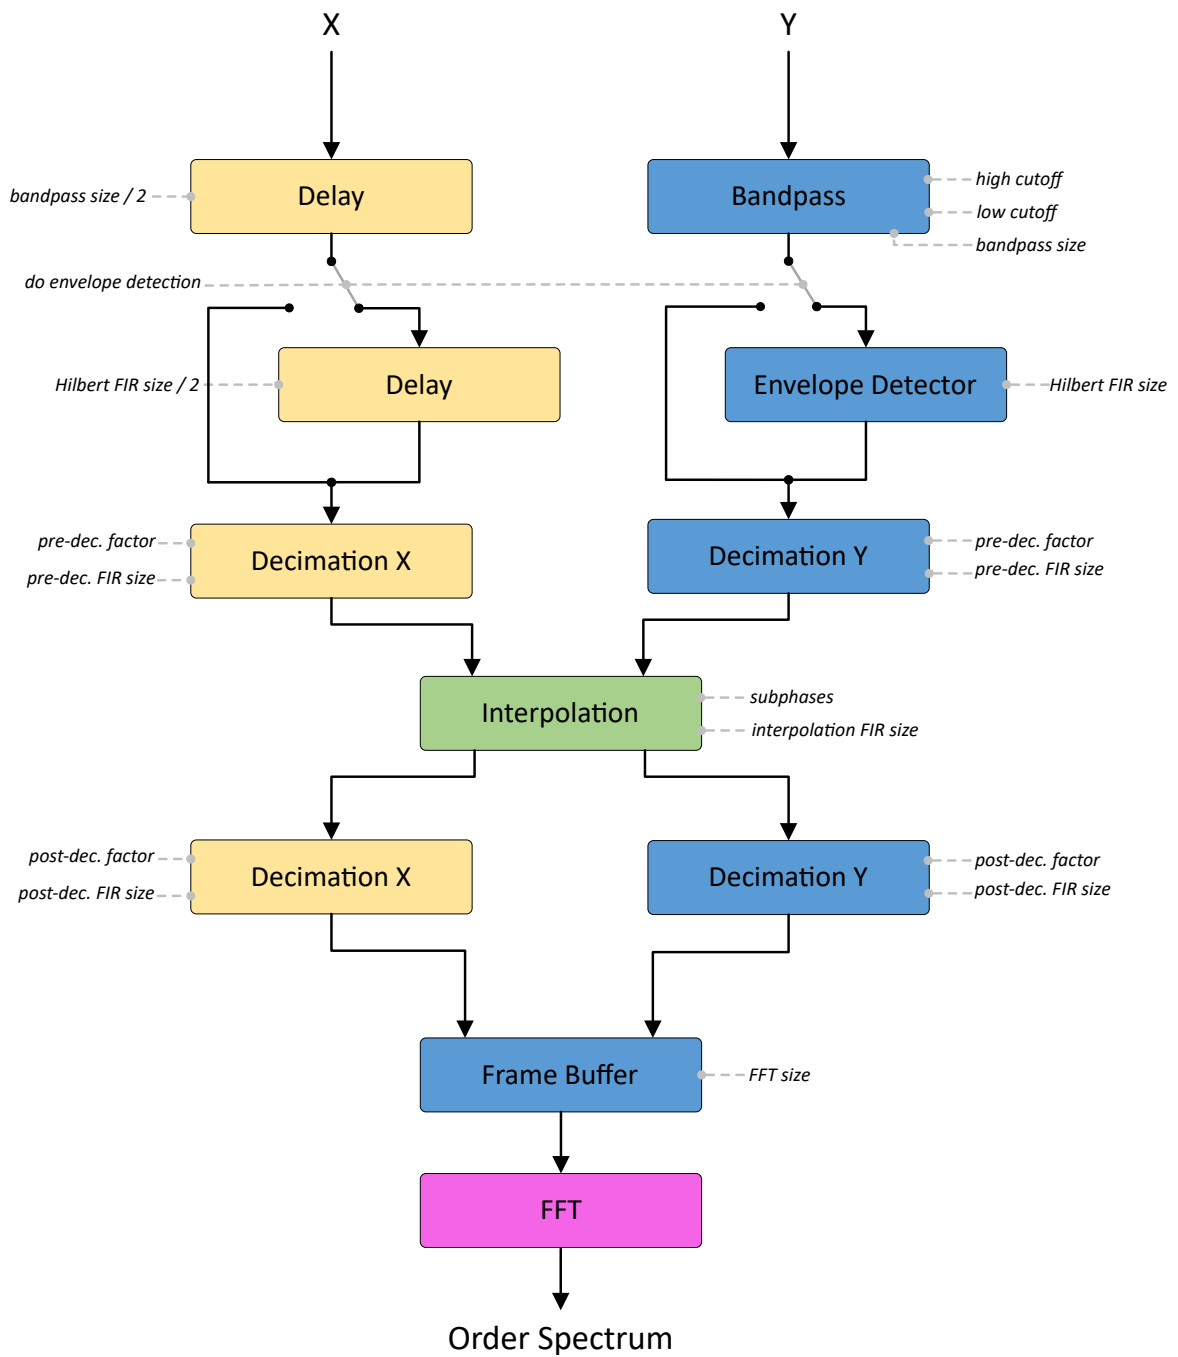 X
Y
bandpass size / 2
Delay
Bandpass
high cutoff
low cutoff
bandpass size
do envelope detection
Hilbert FIR size / 2
Delay
Envelope Detector
Hilbert FIR size
pre-dec. factor
pre-dec. FIR size
Decimation X
Decimation Y
pre-dec. factor
pre-dec. FIR size
Interpolation
subphases
interpolation FIR size
post-dec. factor
post-dec. FIR size
Decimation X
Decimation Y
post-dec. factor
post-dec. FIR size
Frame Buffer
FFT size
FFT
Order Spectrum